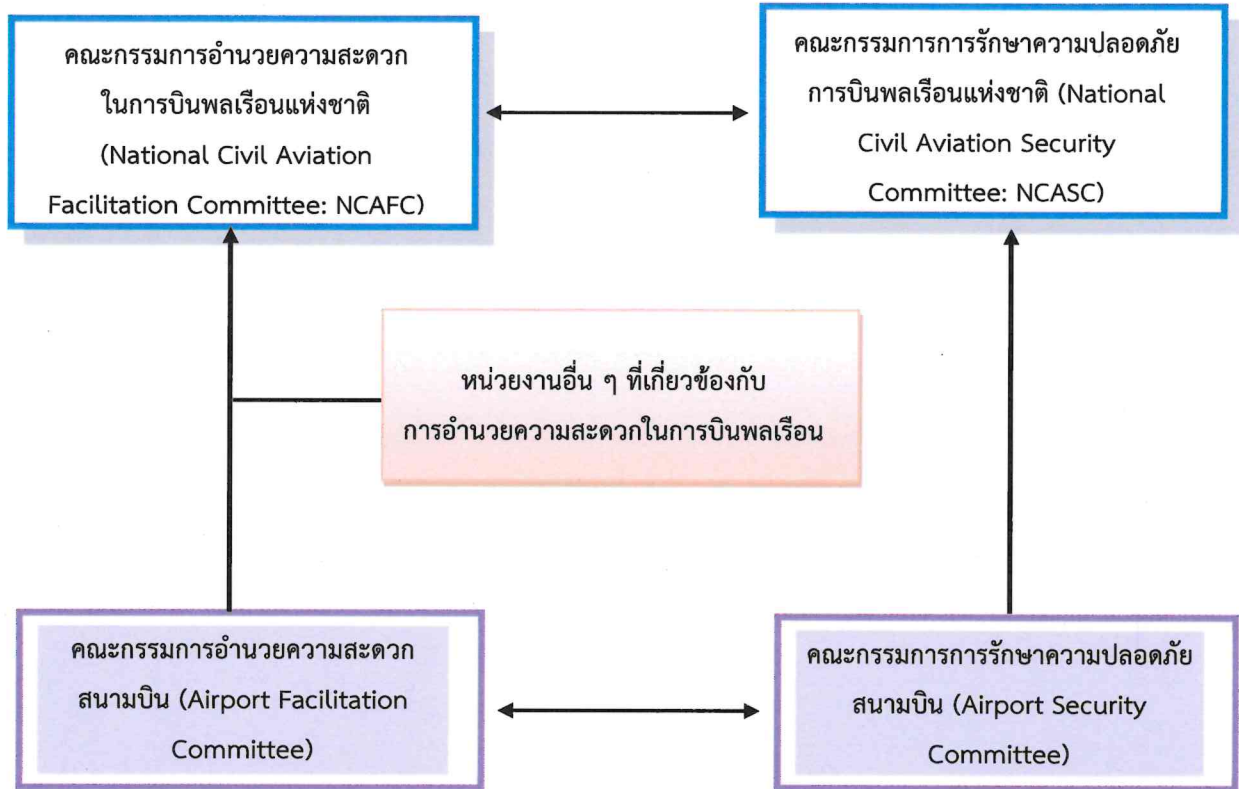 คณะกรรมการอำนวยความสะดวก
ในการบินพลเรือนแห่งชาติ
(National Civil Aviation
Facilitation Committee: NCAFC)
คณะกรรมการการรักษาความปลอดภัย
การบินพลเรือนแห่งชาติ (National
Civil Aviation Security
Committee: NCASC)
หน่วยงานอื่น ๆ ที่เกี่ยวข้องกับ
การอำนวยความสะดวกในการบินพลเรือน
คณะกรรมการอำนวยความสะดวก
สนามบิน (Airport Facilitation
Committee)
คณะกรรมการการรักษาความปลอดภัย
สนามบิน (Airport Security
Committee)